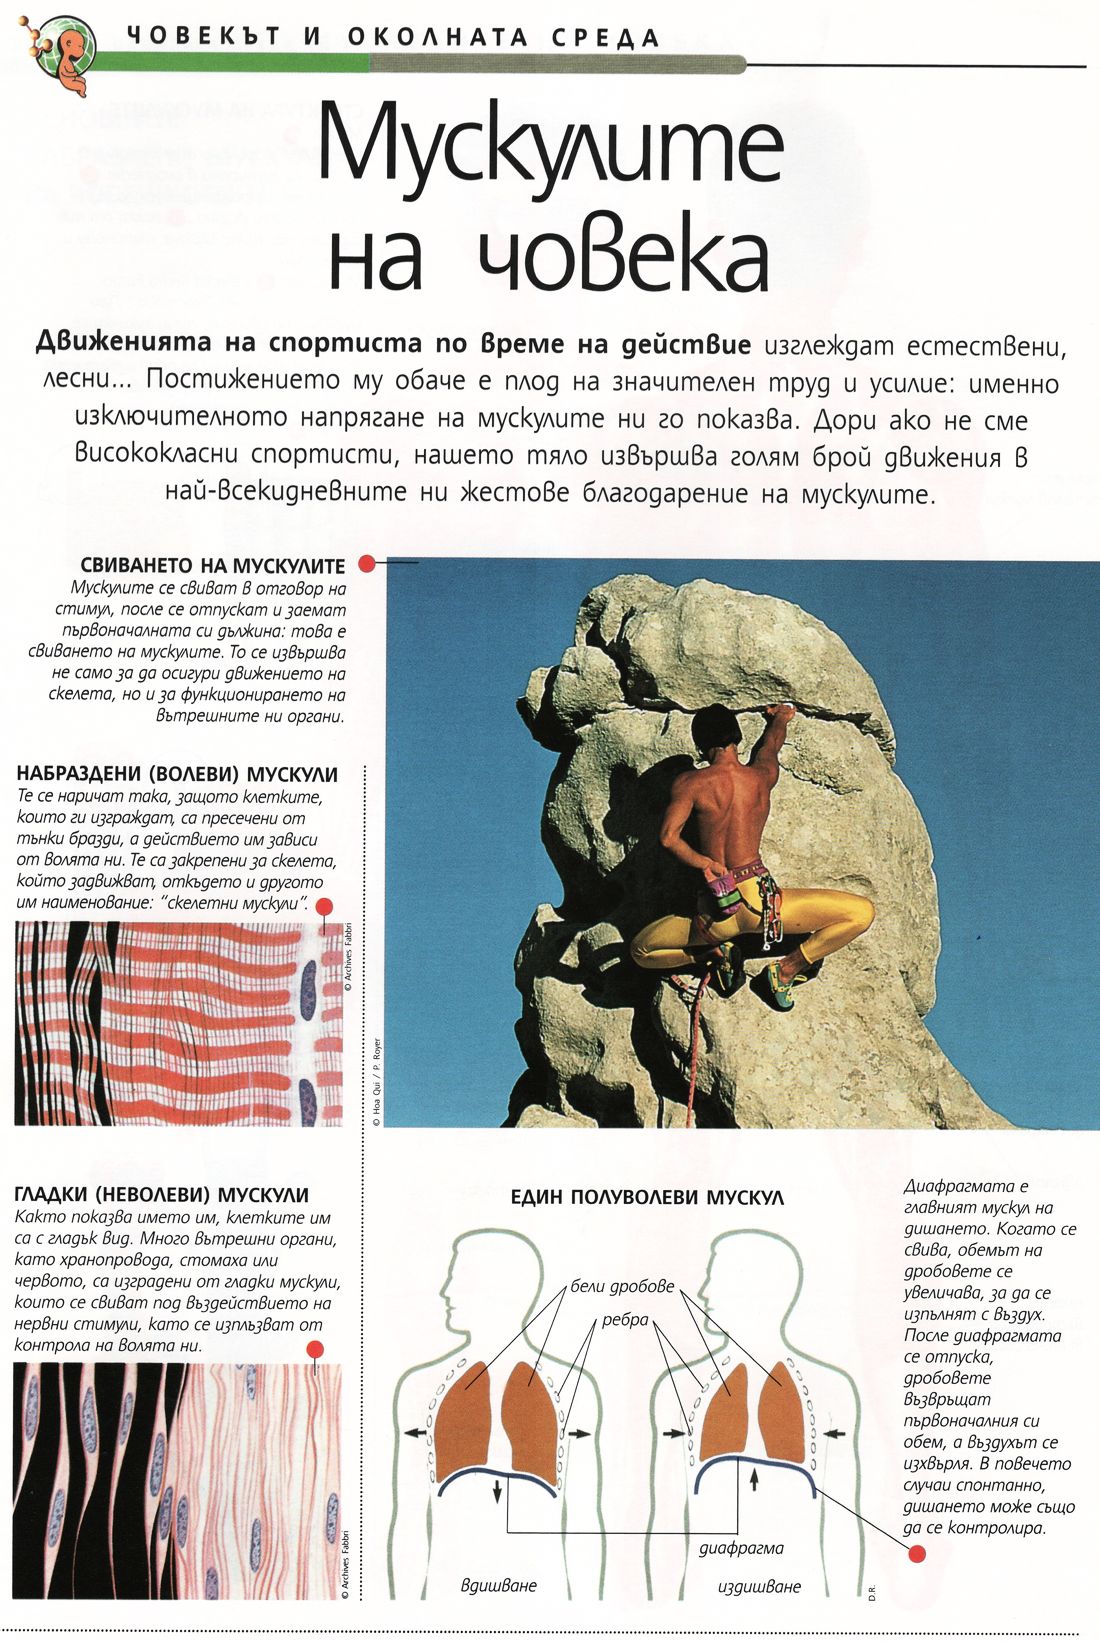 ЧОВЕКЪТ И ОКОЛНАТА СРЕДА
Мускулите
на човека
Движенията на спортиста по време на действие изглеждат естествени,
лесни... Постижението му обаче е плод на значителен труд и усилие: именно
изключителното напрягане на мускулите ни го показва. Дори ако не сме
висококласни спортисти, нашето тяло извършва голям брой движения в
най-всекидневните ни жестове благодарение на мускулите.
СВИВАНЕТО НА МУСКУЛИТЕ
Мускулите се свиват в отговор на
стимул, после се отпускат и заемат
първоначалната си дължина: това е
свиването на мускулите. То се извършва
не само за да осигури движението на
скелета, но и за функционирането на
вътрешните ни органи.
НАБРАЗДЕНИ (ВОЛЕВИ) МУСКУЛИ
Те се наричат така, защото клетките,
които ги изграждат, са пресечени от
тънки бразди, а действието им зависи
от волята ни. Те са закрепени за скелета,
който задвижват, откъдето и другото
им наименование: "скелетни мускули".
© Archives Fabbri
© Hoa Qui / P. Royer
ГЛАДКИ (НЕВОЛЕВИ) МУСКУЛИ
Както показва името им, клетките им
са с гладък вид. Много вътрешни органи,
като хранопровода, стомаха или
червото, са изградени от гладки мускули,
които се свиват под въздействието на
нервни стимули, като се изплъзват от
контрола на волята ни.
© Archives Fabbri
ЕДИН ПОЛУВОЛЕВИ МУСКУЛ
бели дробове
ребра
диафрагма
вдишване
издишване
D.R.
Диафрагмата е
главният мускул на
дишането. Когато се
свива, обемът на
дробовете се
увеличава, за да се
изпълнят с въздух.
После диафрагмата
се отпуска,
дробовете
възвръщат
първоначалния си
обем, а въздухът се
изхвърля. В повечето
случаи спонтанно,
дишането може също
да се контролира.